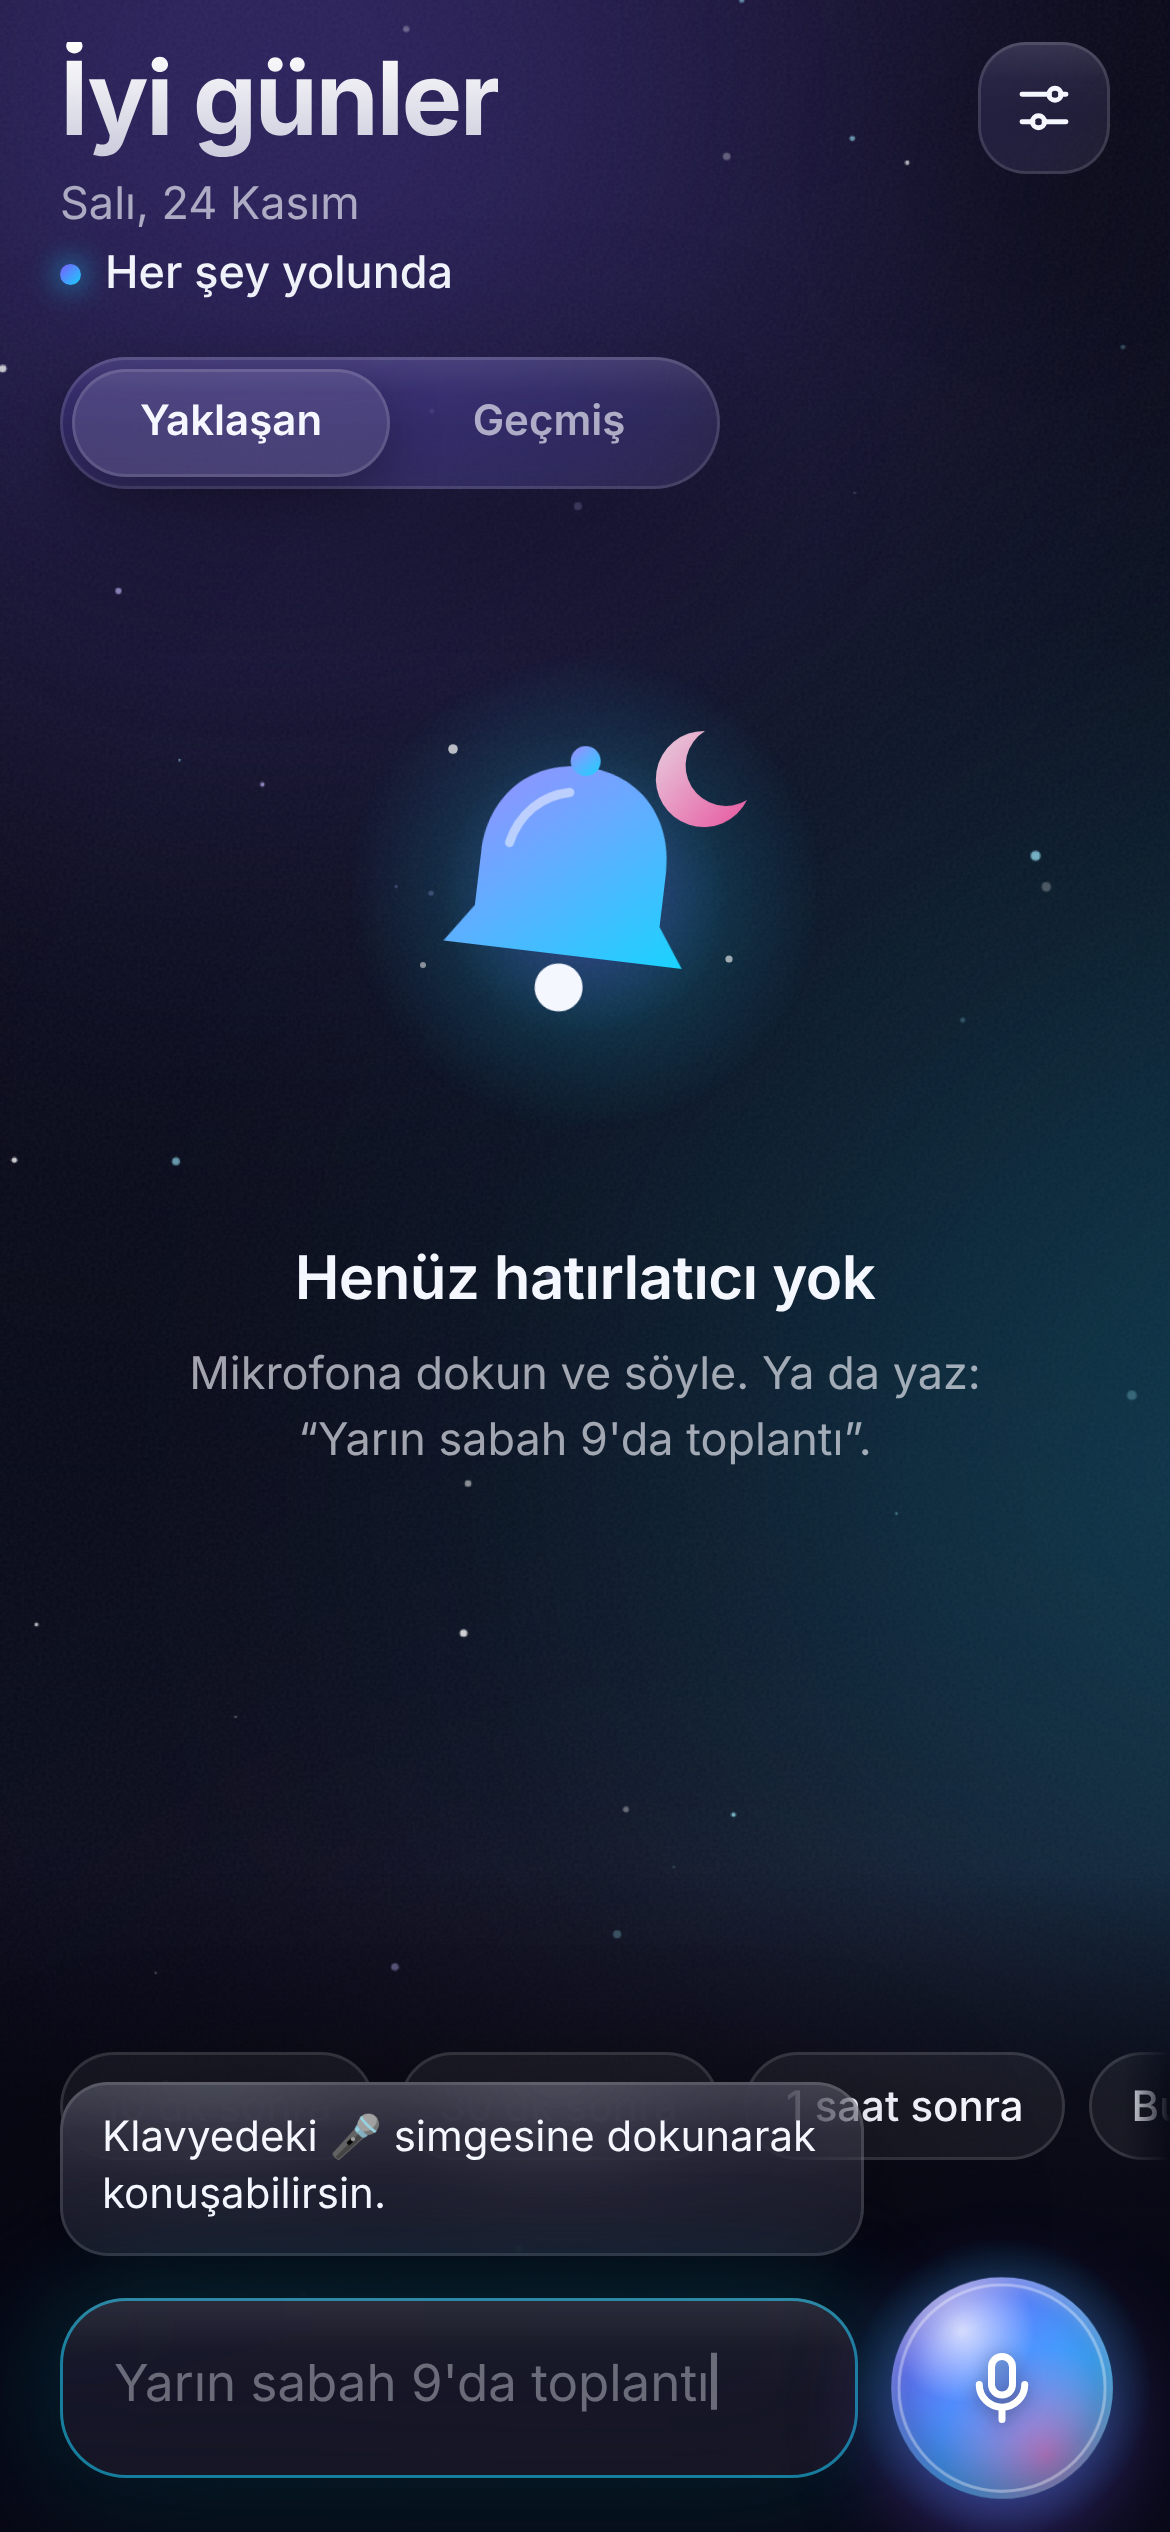 İyi günler
Salı, 24 Kasım
Her şey yolunda
Yaklaşan
Geçmiş
Henüz hatırlatıcı yok
Mikrofona dokun ve söyle. Ya da yaz:
“Yarın sabah 9'da toplantı”.
1 saat sonra
Klavyedeki 🎤 simgesine dokunarak
konuşabilirsin.
Yarın sabah 9'da toplantı